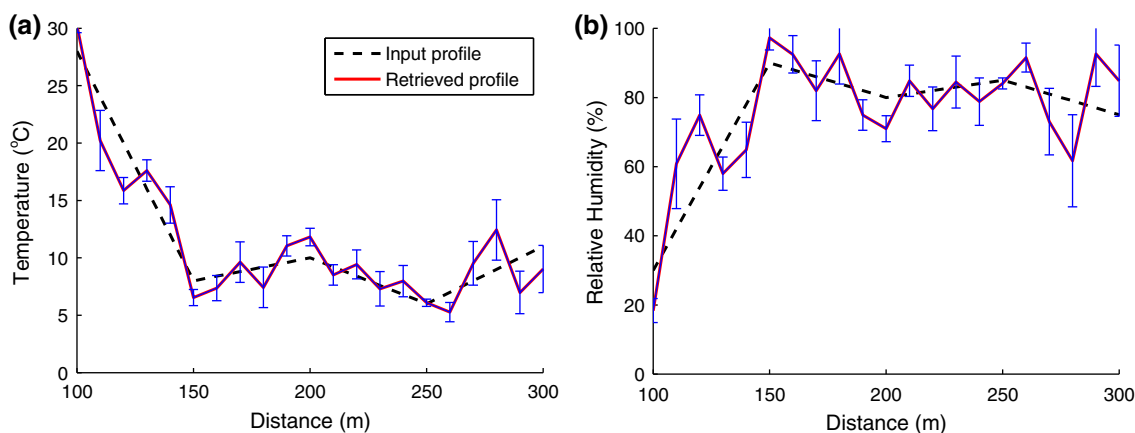 (a)
30
25
20
15
10
5
0
Temperature (°C)
100
150
200
250
300
Distance (m)
Input profile
Retrieved profile
(b)
100
80
60
40
20
0
Relative Humidity (%)
100
150
200
250
300
Distance (m)